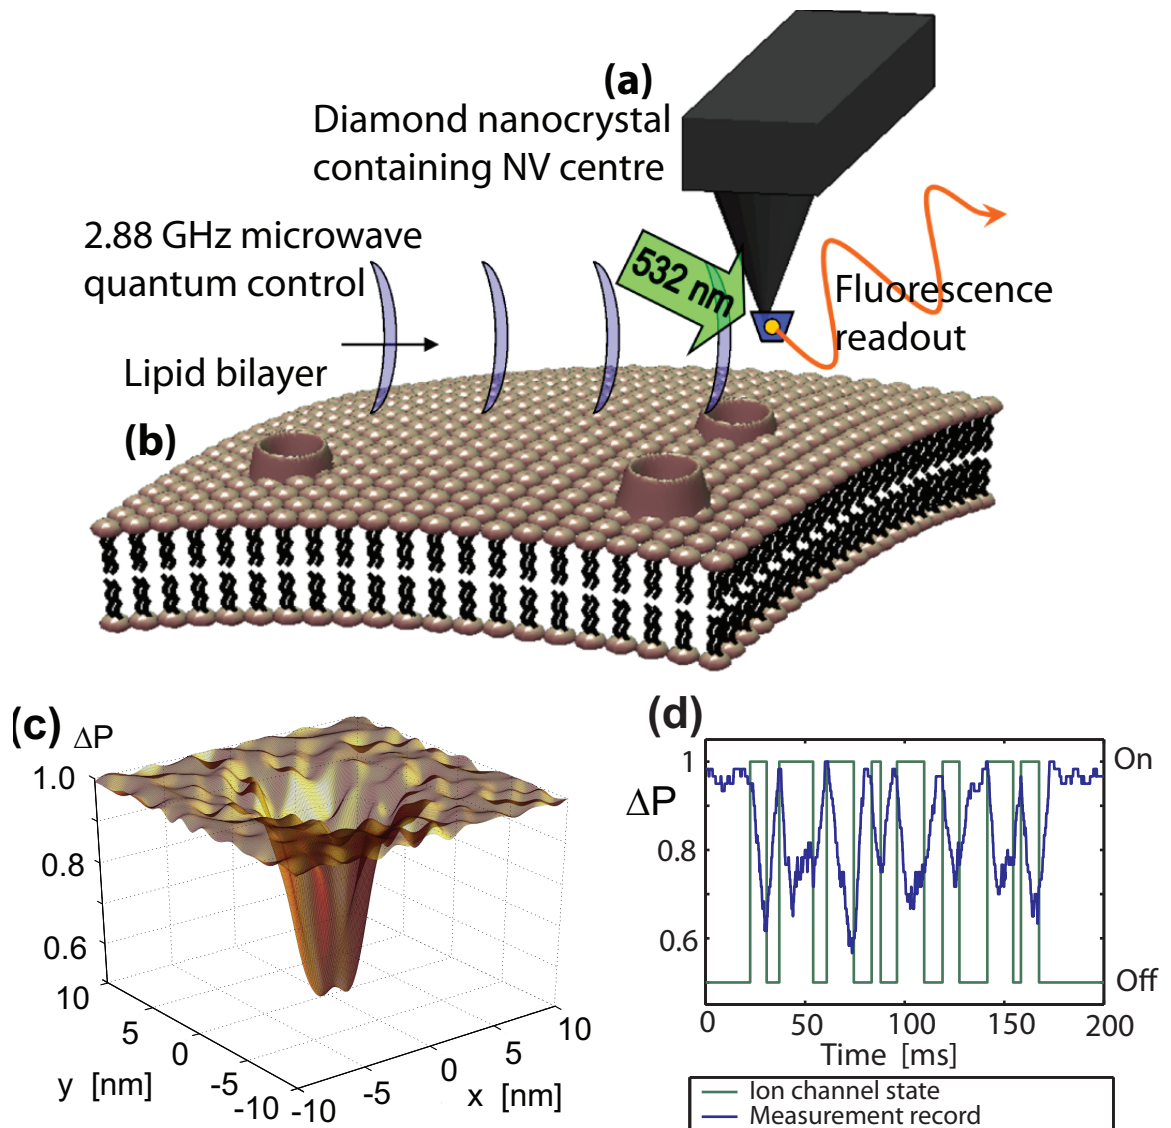 (a)
Diamond nanocrystal
containing NV centre
2.88 GHz microwave
quantum control
532 nm
Fluorescence
readout
Lipid bilayer
(b)
(c)
ΔP
1.0
0.8
0.6
10
5
0
-5
-10
y [nm]
-10
-5
0
5
10
x [nm]
(d)
ΔP
1
0.8
0.6
On
Off
0
50
100
150
200
Time [ms]
Ion channel state
Measurement record